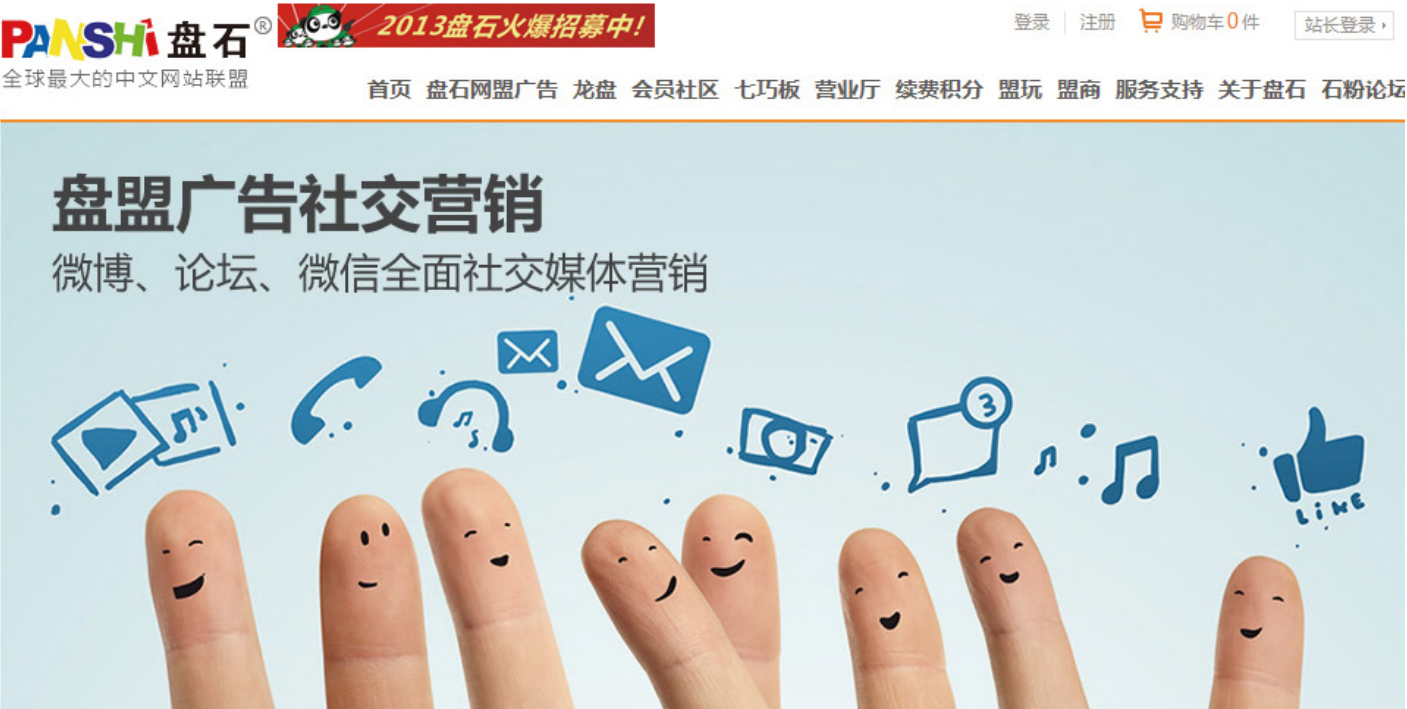 PANSHi 盘石®
全球最大的中文网站联盟
2013盘石火爆招募中!
登录 注册 购物车0件 站长登录
首页 盘石网盟广告 龙盘 会员社区 七巧板 营业厅 续费积分 盟玩 盟商 服务支持 关于盘石 石粉论坛
盘盟广告社交营销
微博、论坛、微信全面社交媒体营销
3
LiKE